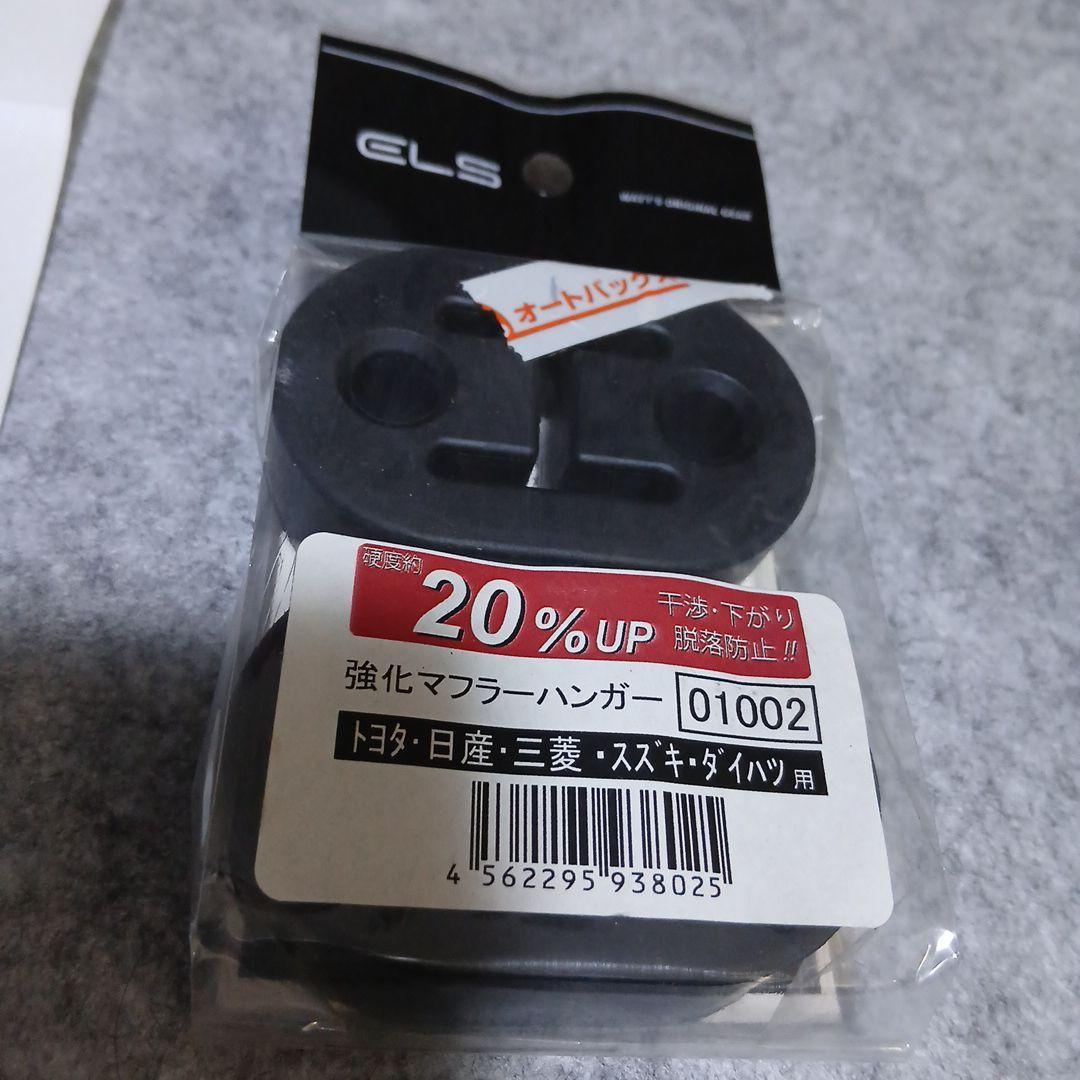 ELS
WATT'S ORIGINAL GEAR
オートバックス
硬度約
20%UP
干渉・下がり
脱落防止!!
強化マフラーハンガー 01002
トヨタ・日産・三菱・スズキ・ダイハツ用
4 562295 938025